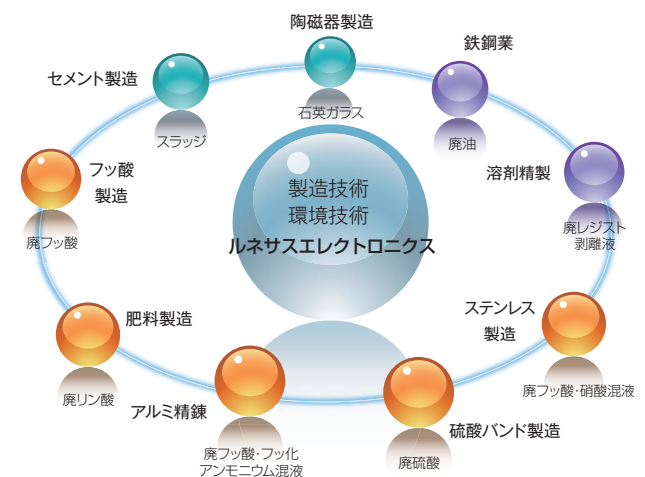 陶磁器製造
石英ガラス
鉄鋼業
廃油
溶剤精製
廃レジスト
剥離液
ステンレス
製造
廃フッ酸・硝酸混液
硫酸バンド製造
廃硫酸
アルミ精錬
廃フッ酸・フッ化
アンモニウム混液
肥料製造
廃リン酸
フッ酸
製造
廃フッ酸
セメント製造
スラッジ
製造技術
環境技術
ルネサスエレクトロニクス